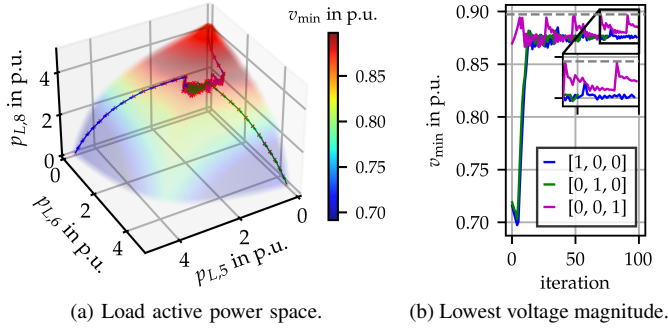 v_min in p.u.
4
2
0
p_L,8 in p.u.
0
2
4
p_L,6 in p.u.
4
2
0
p_L,5 in p.u.
0.85
0.80
0.75
0.70
0.90
0.85
0.80
0.75
0.70
v_min in p.u.
[1, 0, 0]
[0, 1, 0]
[0, 0, 1]
0
50
100
iteration
(a) Load active power space.
(b) Lowest voltage magnitude.